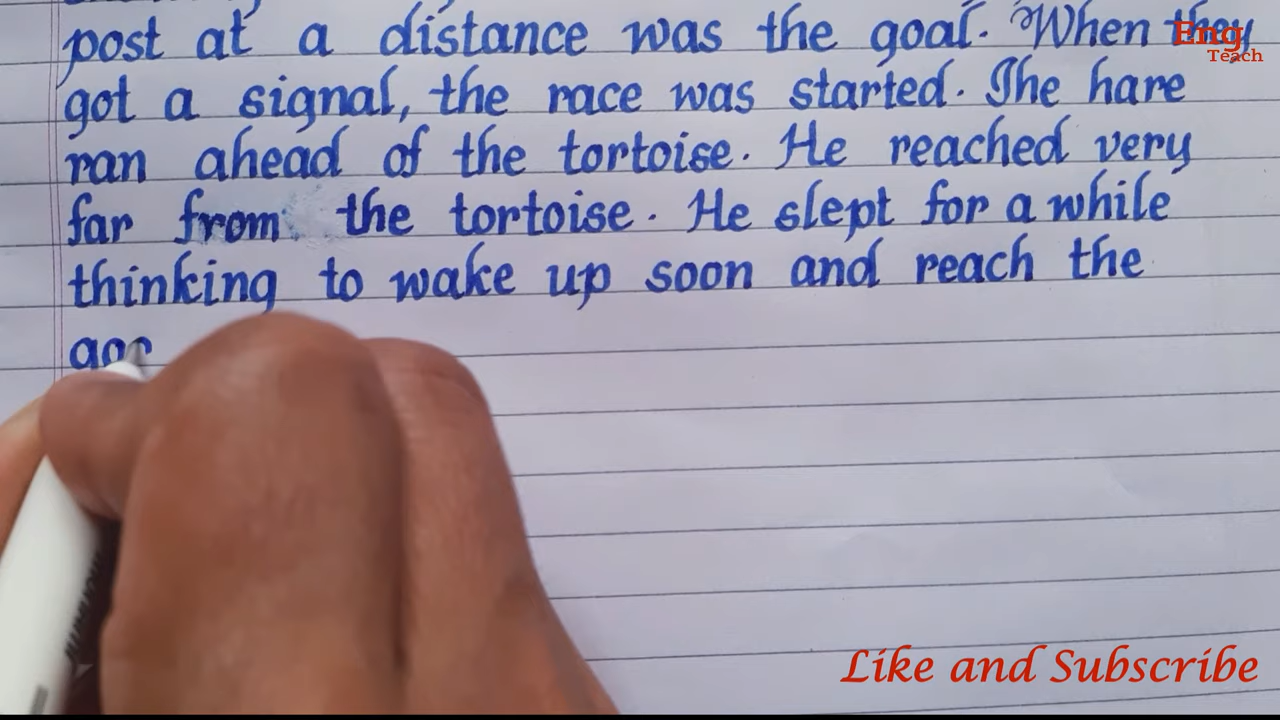 post at a distance was the goal. When they
got a signal, the race was started. The hare
ran ahead of the tortoise. He reached very
far from the tortoise. He slept for a while
thinking to wake up soon and reach the
Eng
Teach
Like and Subscribe